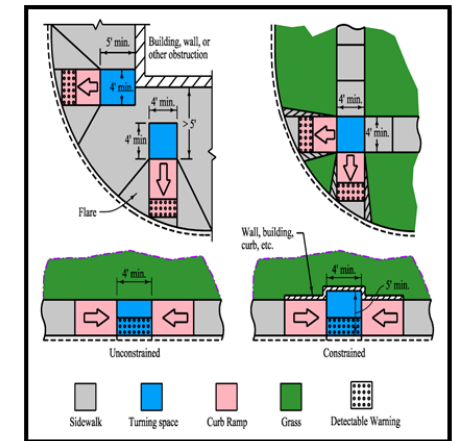 5' min.
Building, wall, or
other obstruction
4' min.
4' min.
> 5'
4' min
Flare
4' min.
4' min.
Wall, building,
curb, etc.
4' min.
Unconstrained
4' min.
5' min.
Constrained
Sidewalk
Turning space
Curb Ramp
Grass
Detectable Warning